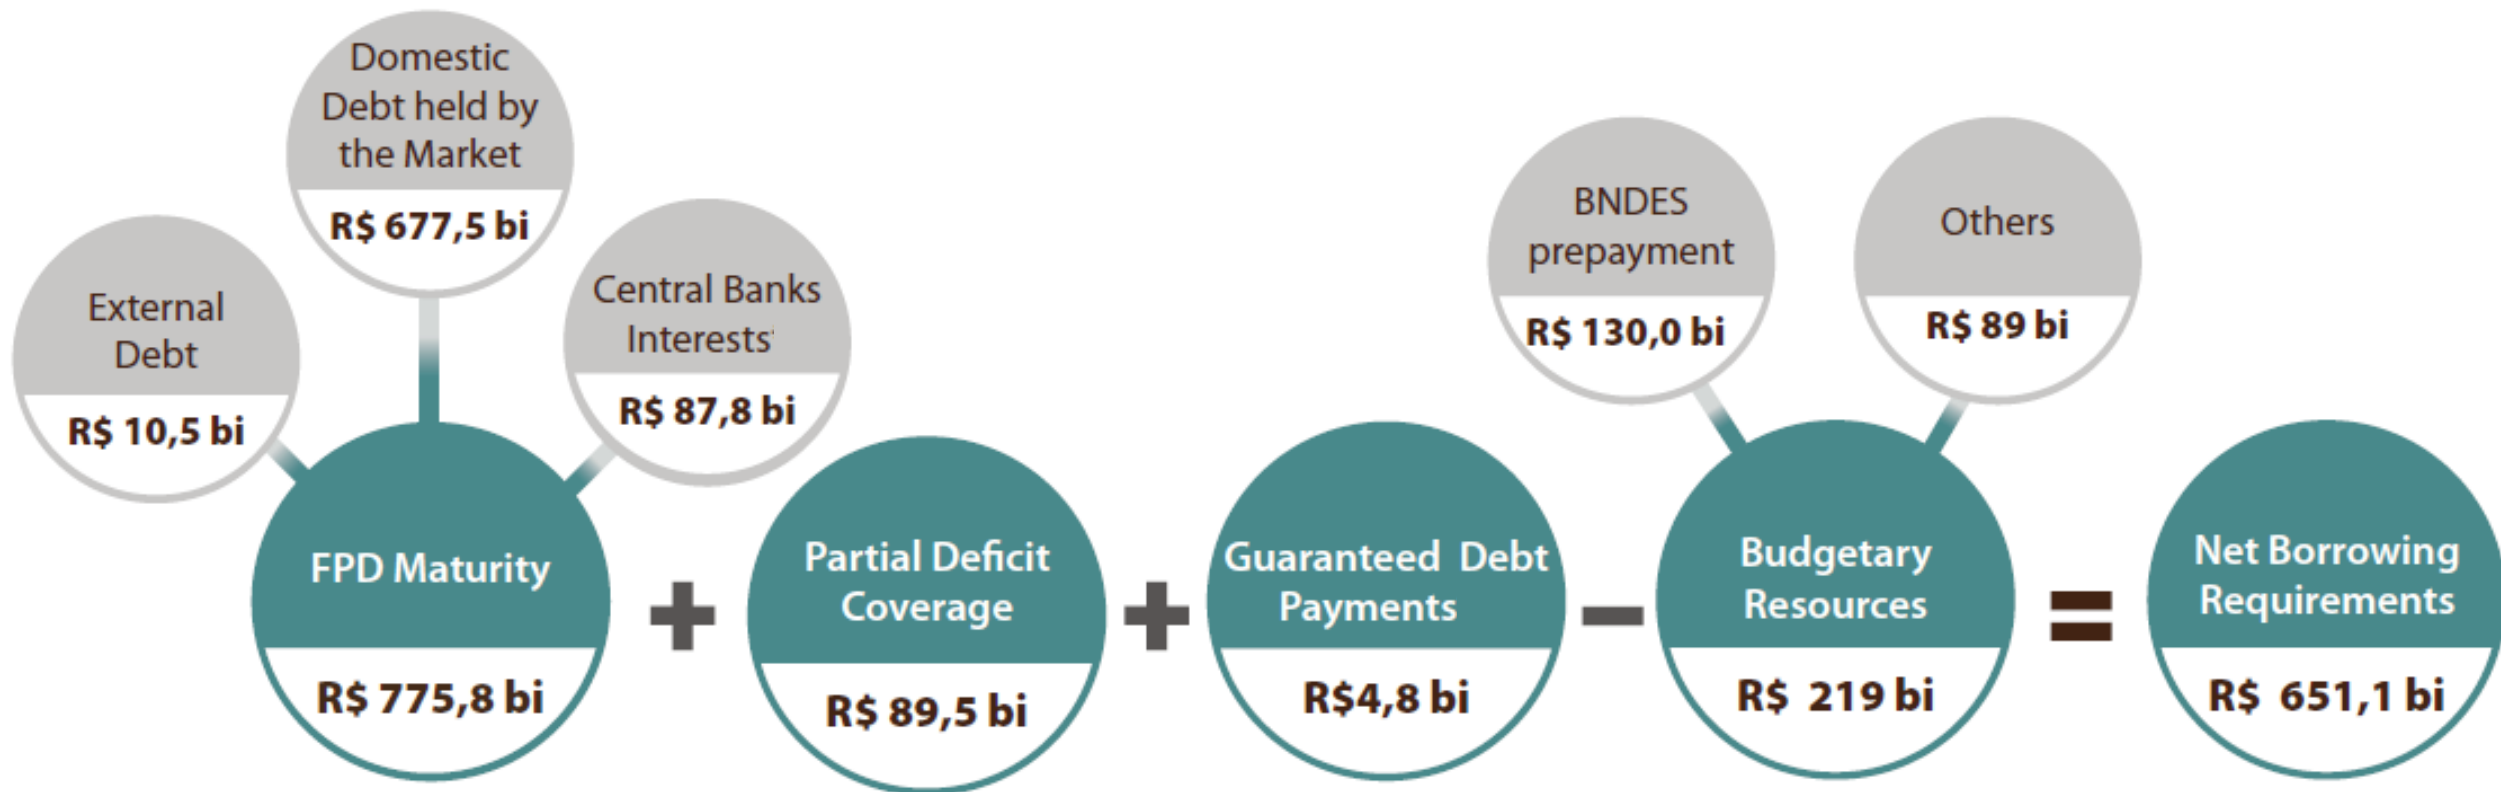 External
Debt
R$ 10,5 bi
Domestic
Debt held by
the Market
R$ 677,5 bi
Central Banks
Interests¹
R$ 87,8 bi
FPD Maturity
R$ 775,8 bi
+
Partial Deficit
Coverage
R$ 89,5 bi
+
Guaranteed Debt
Payments
R$4,8 bi
−
BNDES
prepayment
R$ 130,0 bi
Others
R$ 89 bi
Budgetary
Resources
R$ 219 bi
=
Net Borrowing
Requirements
R$ 651,1 bi